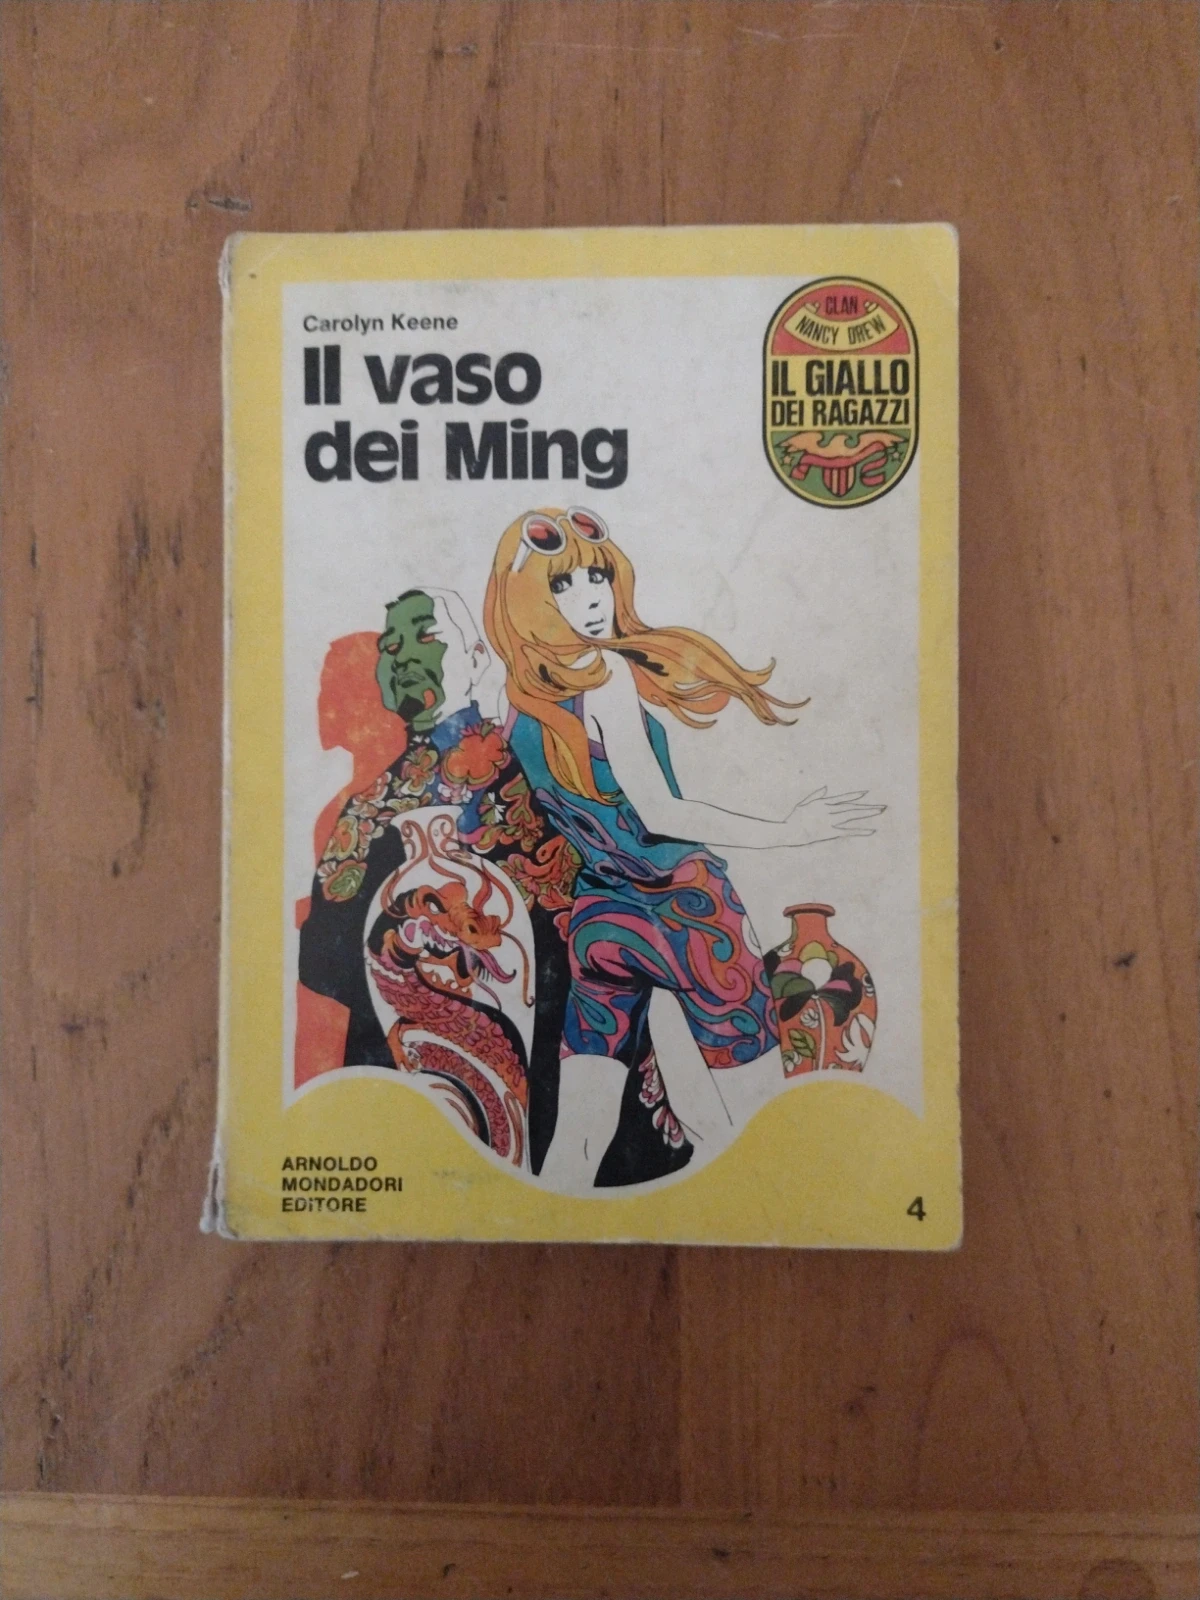 Carolyn Keene
Il vaso
dei Ming
CLAN
NANCY DREW
IL GIALLO
DEI RAGAZZI
ARNOLDO
MONDADORI
EDITORE
4